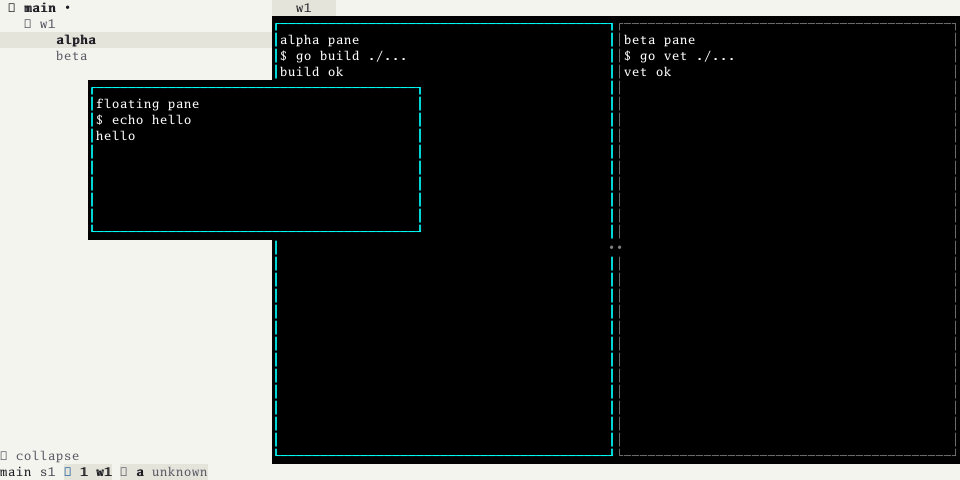 main •
w1
alpha
beta
w1
alpha pane
$ go build ./...
build ok
beta pane
$ go vet ./...
vet ok
floating pane
$ echo hello
hello
collapse
main s1 1 w1 a unknown